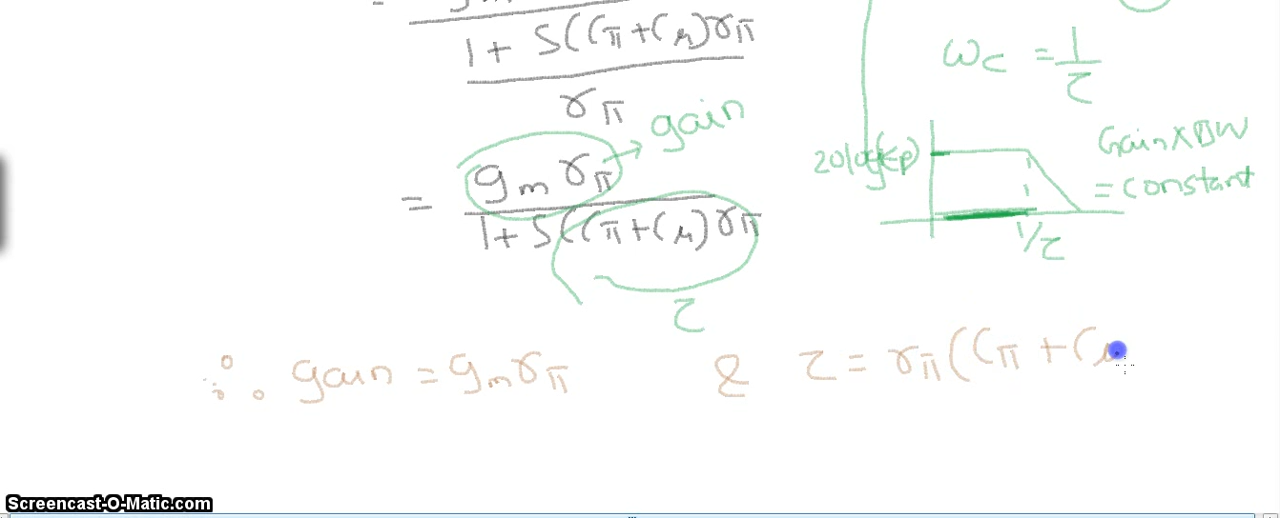 1 + S(Cπ+Cμ)rπ
rπ
= gm rπ → gain
1 + S(Cπ+Cμ)rπ
τ
ωc = 1/τ
20log(Kp)
Gain X BW
= constant
1/τ
∴ gain = gm rπ & τ = rπ(Cπ + Cμ
Screencast-O-Matic.com